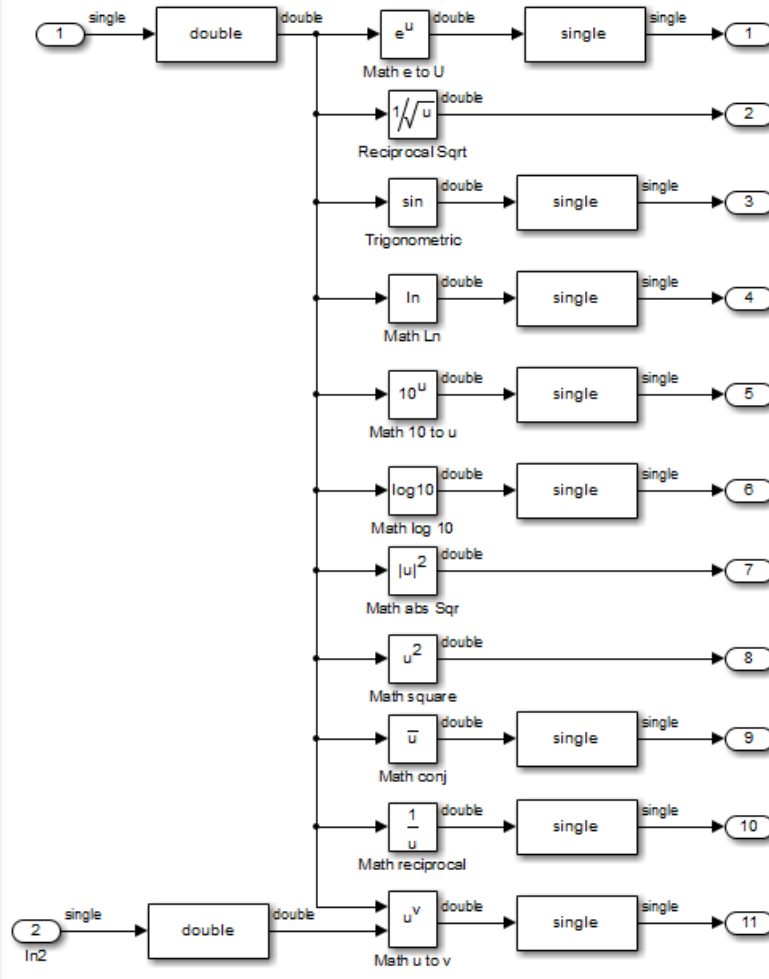 single double single single
1 double e^u single 1
double
Math e to U
double
1/√u 2
Reciprocal Sqrt
double single
sin single 3
Trigonometric
double single
ln single 4
Math Ln
double single
10^u single 5
Math 10 to u
double single
log10 single 6
Math log 10
double
|u|^2 7
Math abs Sqr
double
u^2 8
Math square
double single
u̅ single 9
Math conj
double single
1/u single 10
Math reciprocal
single double double single
2 double u^v single 11
In2
Math u to v